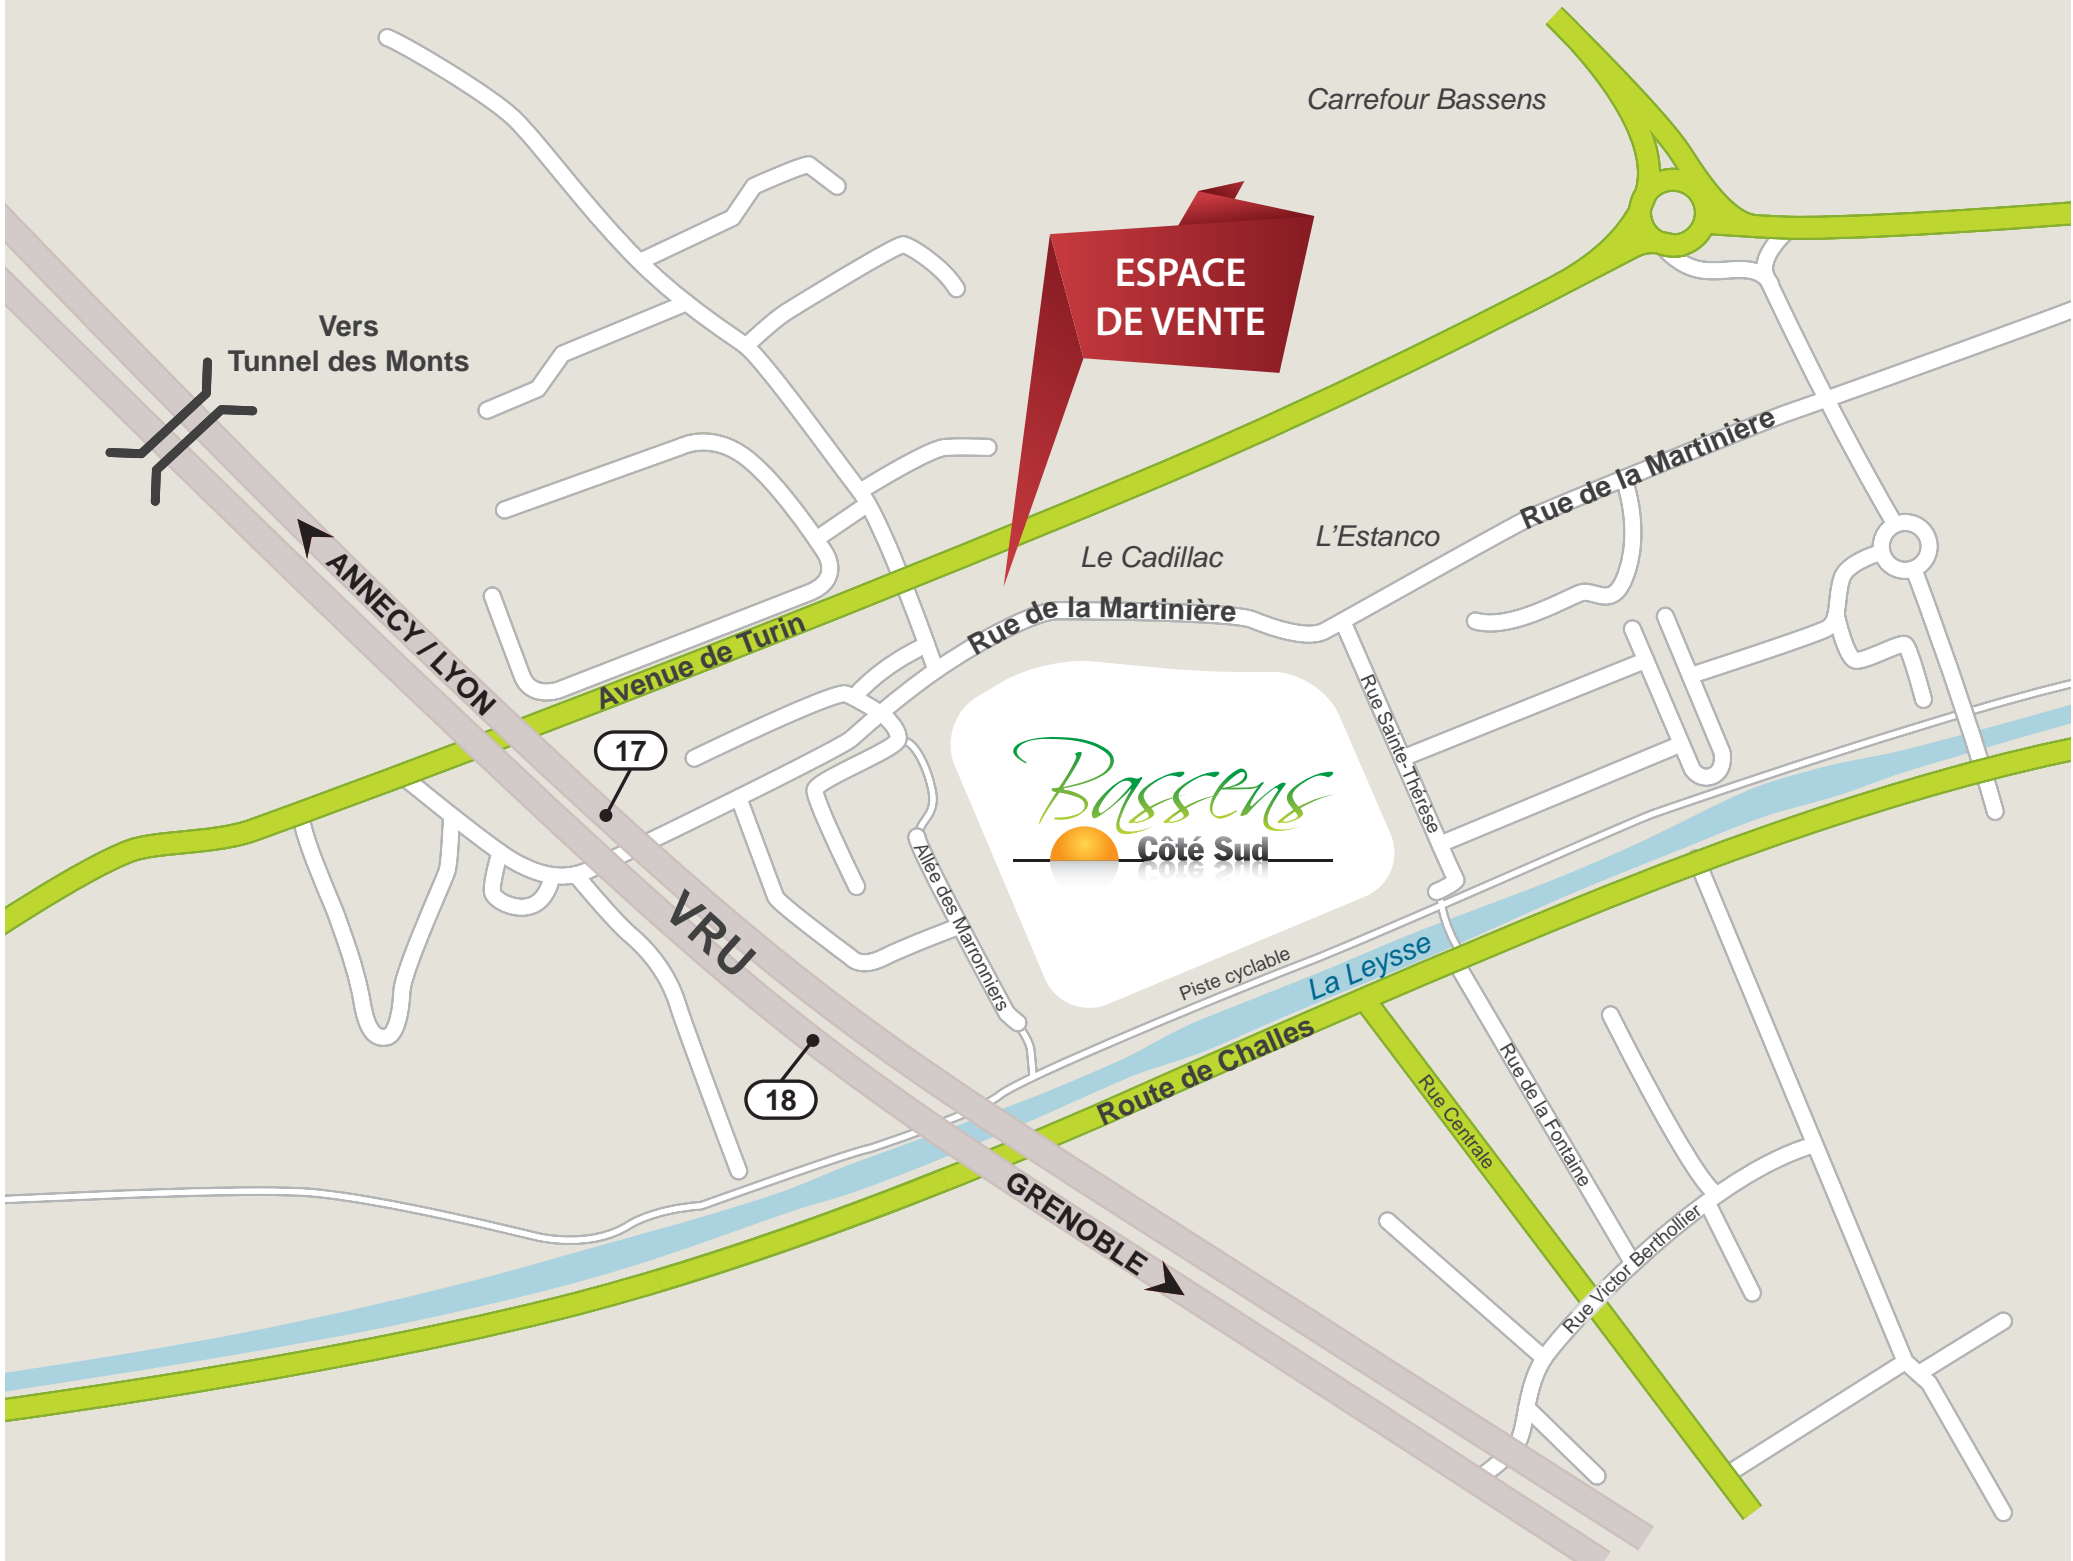 Carrefour Bassens
ESPACE
DE VENTE
Vers
Tunnel des Monts
Rue de la Martinière
L'Estanco
Le Cadillac
ANNECY / LYON
Rue de la Martinière
Avenue de Turin
Rue Sainte-Thérèse
17
Bassens
Côté Sud
Allée des Marronniers
VRU
Piste cyclable
La Leysse
Route de Challes
18
Rue Centrale
Rue de la Fontaine
GRENOBLE
Rue Victor Berthollier